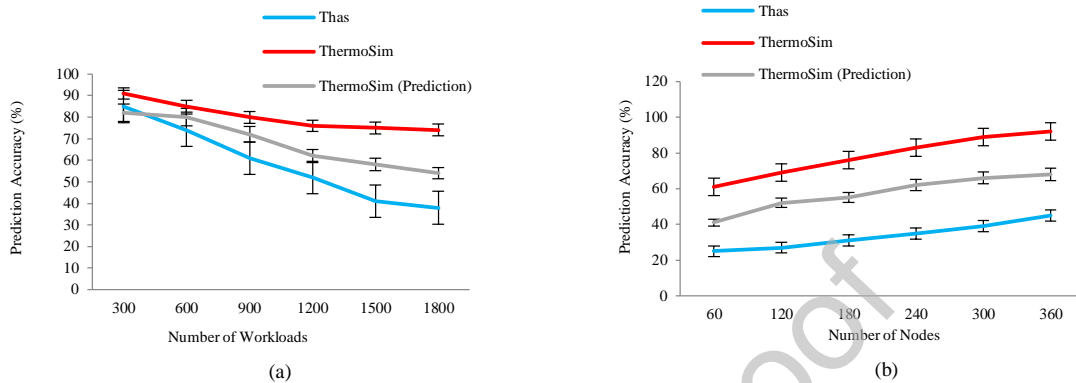 Thas
ThermoSim
ThermoSim (Prediction)
Prediction Accuracy (%)
100
90
80
70
60
50
40
30
20
10
0
300 600 900 1200 1500 1800
Number of Workloads
(a)
Thas
ThermoSim
ThermoSim (Prediction)
Prediction Accuracy (%)
120
100
80
60
40
20
0
60 120 180 240 300 360
Number of Nodes
(b)
oof